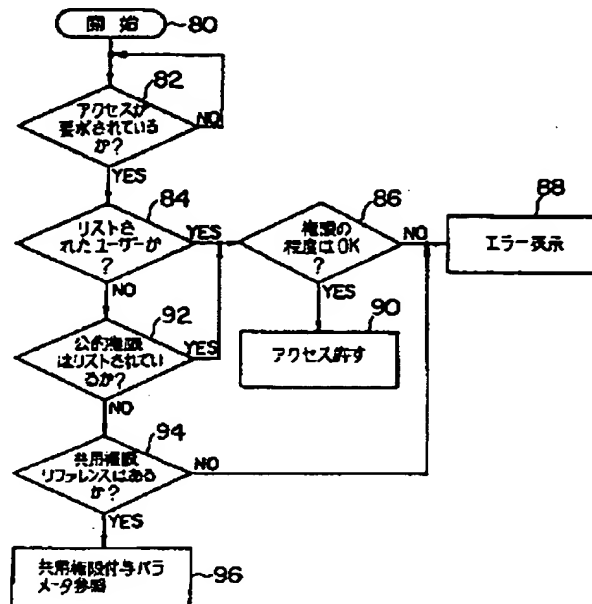 開始
80
82
アクセスが
要求されている
か?
NO
YES
84
リストさ
れたユーザーか
?
YES
NO
86
権限の
程度はOK
?
NO
YES
88
エラー表示
90
アクセス許す
92
公的権限
はリストされてい
るか?
YES
NO
94
共用権限
リファレンスはある
か?
NO
YES
共用権限付与パラ
メータ参照
96